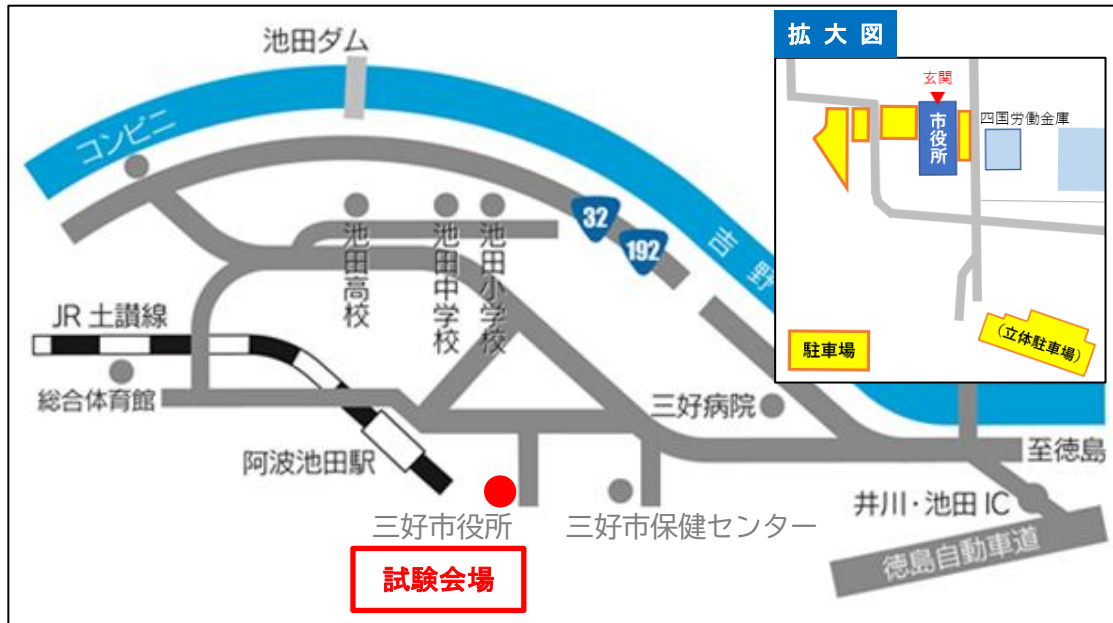 池田ダム
コンビニ
32
192
吉野
池田高校
池田中学校
池田小学校
JR 土讃線
総合体育館
阿波池田駅
三好病院
至徳島
三好市役所
三好市保健センター
井川・池田 IC
徳島自動車道
試験会場
拡大図
玄関
市役所
四国労働金庫
駐車場
(立体駐車場)